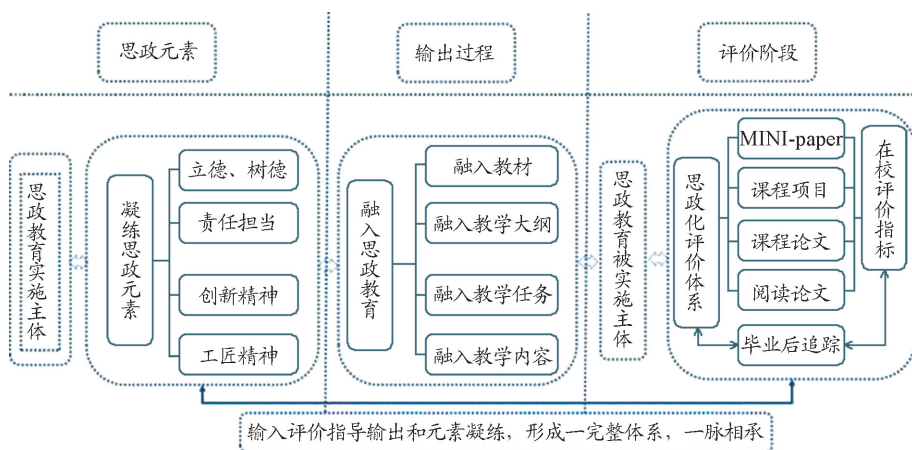 思政元素
输出过程
评价阶段
思政教育实施主体
凝练思政元素
立德、树德
责任担当
创新精神
工匠精神
融入思政教育
融入教材
融入教学大纲
融入教学任务
融入教学内容
思政教育被实施主体
思政化评价体系
MINI-paper
课程项目
课程论文
阅读论文
毕业后追踪
在校评价指标
输入评价指导输出和元素凝练，形成一完整体系，一脉相承